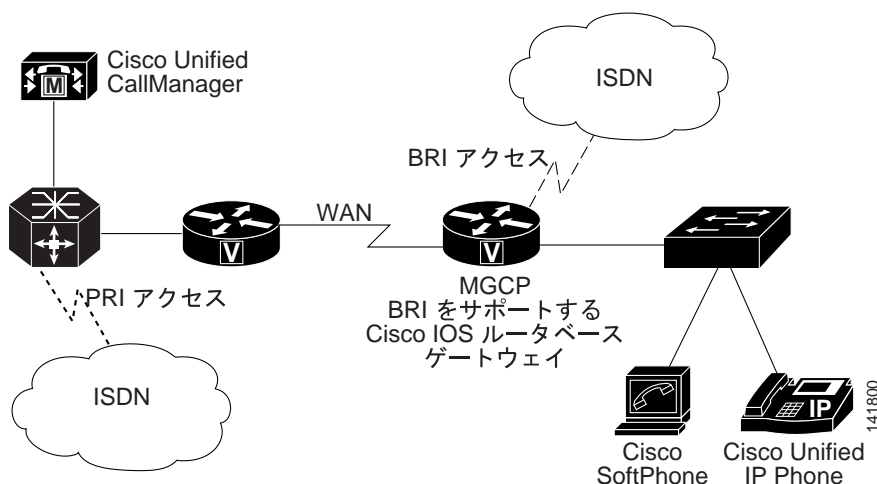 Cisco Unified
CallManager
M
ISDN
BRI アクセス
WAN
V
V
PRI アクセス
MGCP
BRI をサポートする
Cisco IOS ルータベース
ゲートウェイ
ISDN
IP
141800
Cisco
SoftPhone
Cisco Unified
IP Phone